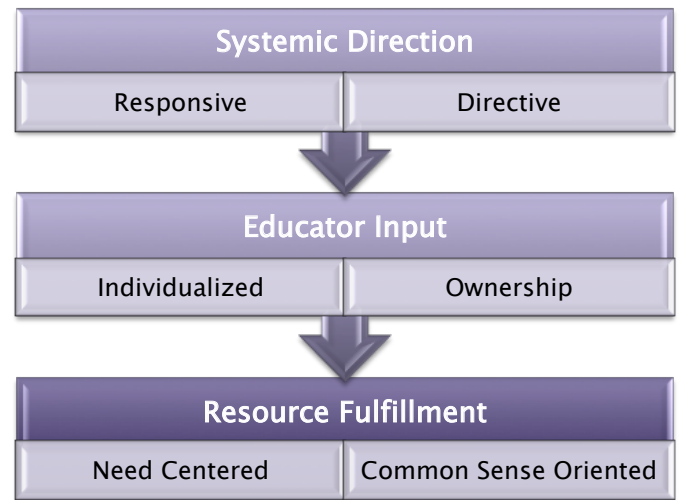 Systemic Direction
Responsive
Directive
Educator Input
Individualized
Ownership
Resource Fulfillment
Need Centered
Common Sense Oriented